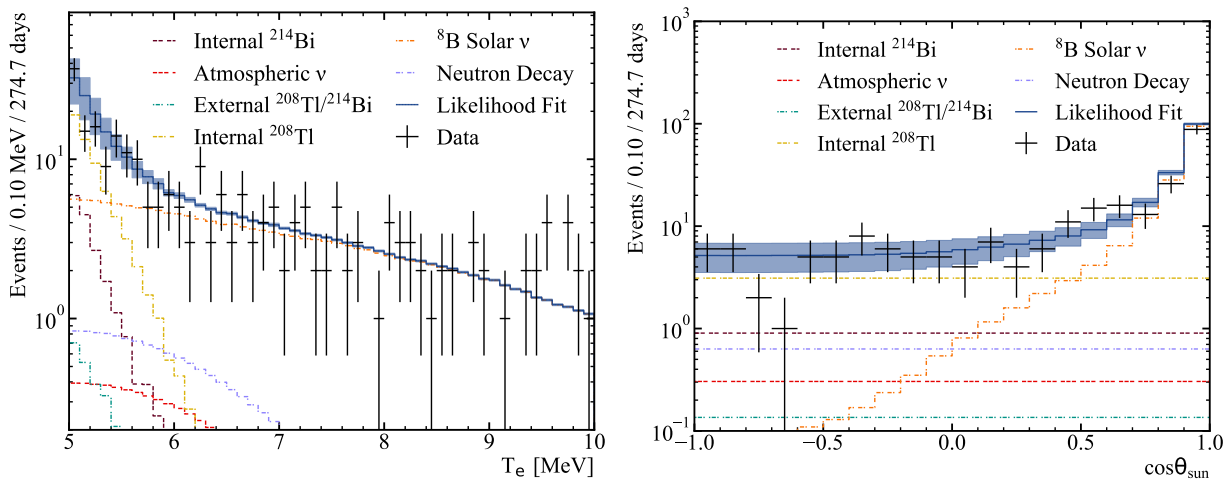 Events / 0.10 MeV / 274.7 days
Internal ²¹⁴Bi
Atmospheric ν
External ²⁰⁸Tl/²¹⁴Bi
Internal ²⁰⁸Tl
⁸B Solar ν
Neutron Decay
Likelihood Fit
Data
10¹
10⁰
5 6 7 8 9 10
Tₑ [MeV]
Events / 0.10 / 274.7 days
Internal ²¹⁴Bi
Atmospheric ν
External ²⁰⁸Tl/²¹⁴Bi
Internal ²⁰⁸Tl
⁸B Solar ν
Neutron Decay
Likelihood Fit
Data
10³
10²
10¹
10⁰
10⁻¹
−1.0 −0.5 0.0 0.5 1.0
cosθsun